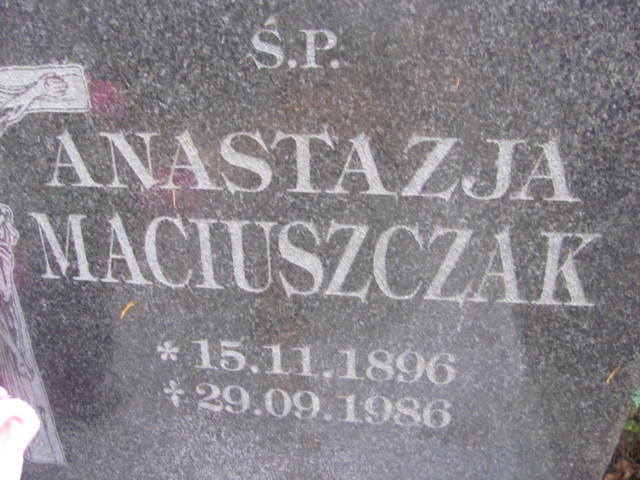 Ś.P.
ANASTAZJA
MACIUSZCZAK
* 15.11.1896
✝ 29.09.1986